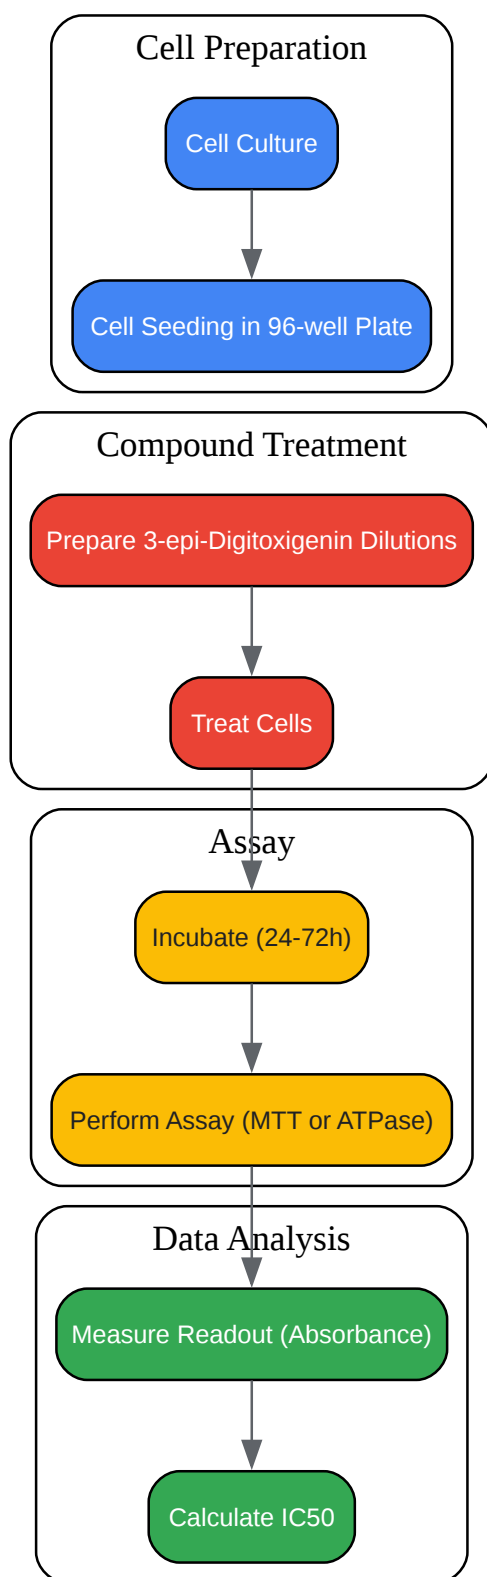 Cell Preparation
Cell Culture
Cell Seeding in 96-well Plate
Compound Treatment
Prepare 3-epi-Digitoxigenin Dilutions
Treat Cells
Assay
Incubate (24-72h)
Perform Assay (MTT or ATPase)
Data Analysis
Measure Readout (Absorbance)
Calculate IC50